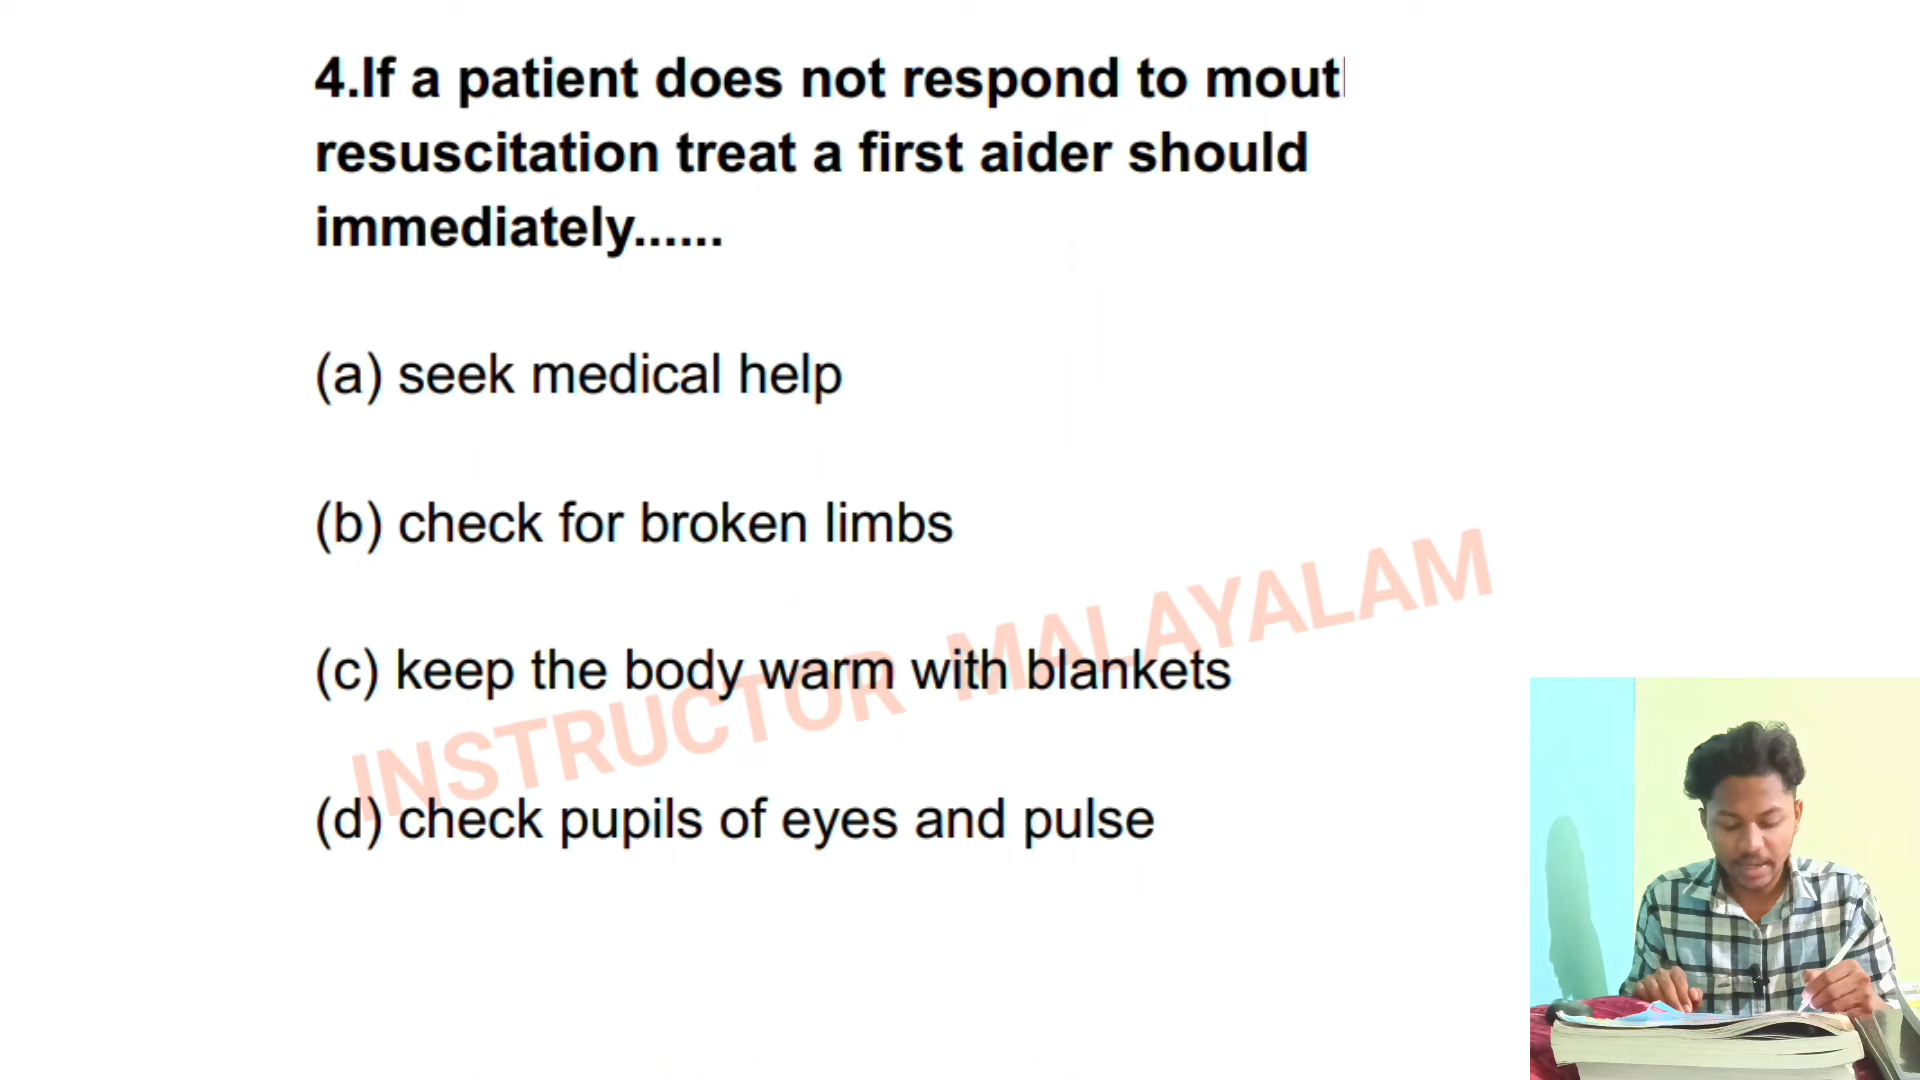 4.If a patient does not respond to mout
resuscitation treat a first aider should
immediately......
(a) seek medical help
(b) check for broken limbs
(c) keep the body warm with blankets
INSTRUCTOR MALAYALAM
(d) check pupils of eyes and pulse